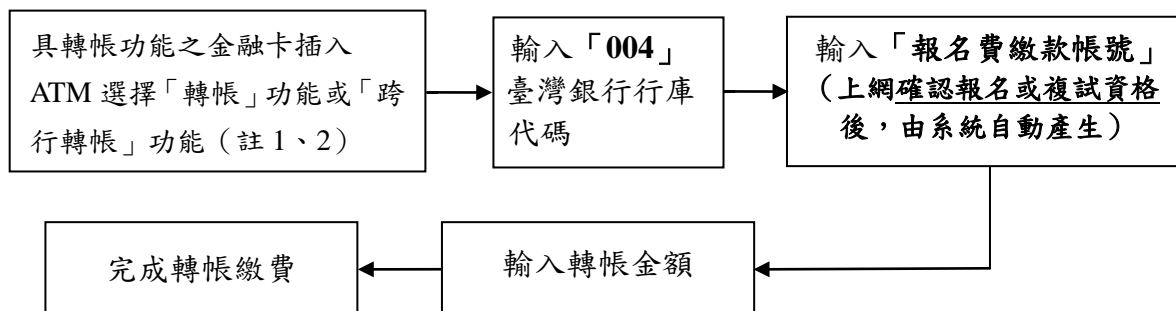 具轉帳功能之金融卡插入
ATM 選擇「轉帳」功能或「跨
行轉帳」功能（註 1、2）
輸入「004」
臺灣銀行行庫
代碼
輸入「報名費繳款帳號」
（上網確認報名或複試資格
後，由系統自動產生）
輸入轉帳金額
完成轉帳繳費